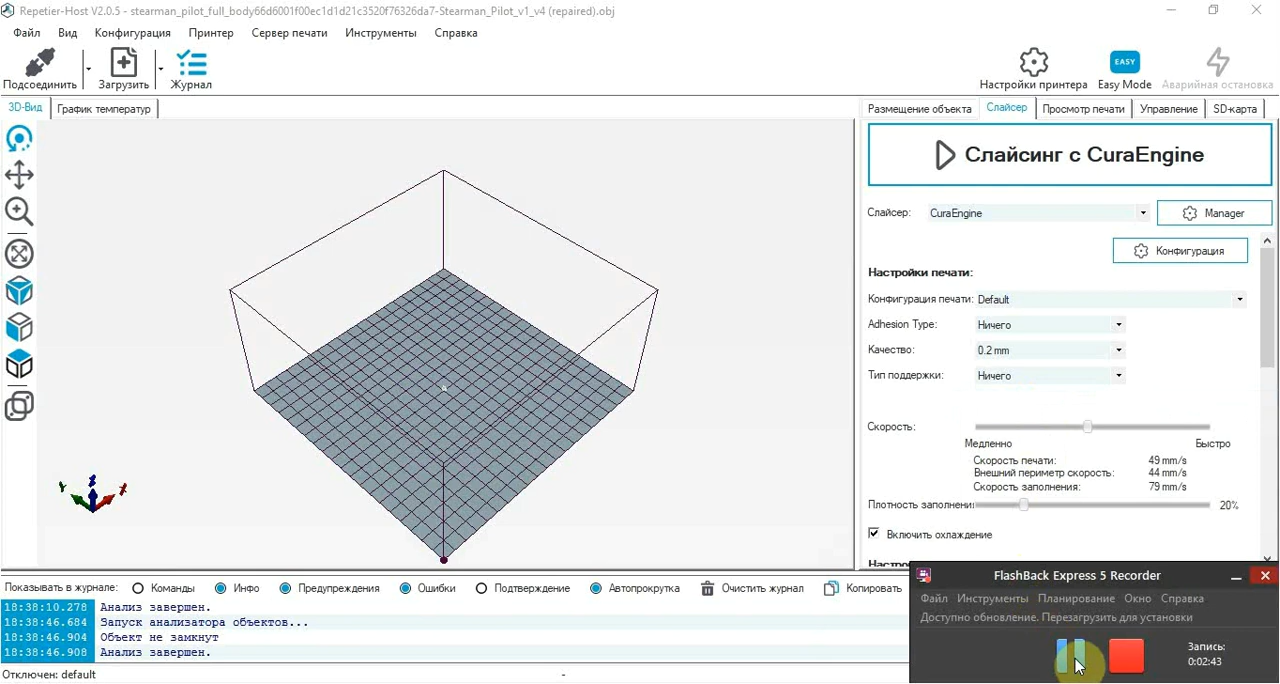 Repetier-Host V2.0.5 - stearman_pilot_full_body66d6001f00ec1d1d21c3520f76326da7-Stearman_Pilot_v1_v4 (repaired).obj
Файл Вид Конфигурация Принтер Сервер печати Инструменты Справка
EASY
Подсоединить Загрузить Журнал Настройки принтера Easy Mode Аварийная остановка
3D-Вид График температур Размещение объекта Слайсер Просмотр печати Управление SD-карта
Слайсинг с CuraEngine
Слайсер: CuraEngine Manager
Конфигурация
Настройки печати:
Конфигурация печати: Default
Adhesion Type: Ничего
Качество: 0.2 mm
Тип поддержки: Ничего
Скорость:
Медленно Быстро
Скорость печати: 49 mm/s
Внешний периметр скорость: 44 mm/s
Скорость заполнения: 79 mm/s
Плотность заполнени 20%
Включить охлаждение
Y Z X
Показывать в журнале: Команды Инфо Предупреждения Ошибки Подтверждение Автопрокрутка Очистить журнал Копировать
18:38:10.278 Анализ завершен.
18:38:46.684 Запуск анализатора объектов...
18:38:46.904 Объект не замкнут
18:38:46.908 Анализ завершен.
Отключен: default -
FlashBack Express 5 Recorder
Файл Инструменты Планирование Окно Справка
Доступно обновление. Перезагрузить для установки
Запись:
0:02:43